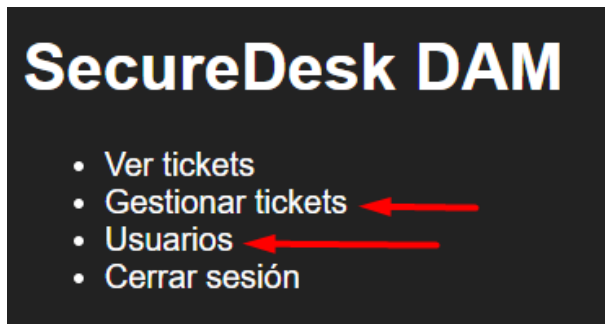 SecureDesk DAM
Ver tickets
Gestionar tickets
Usuarios
Cerrar sesión